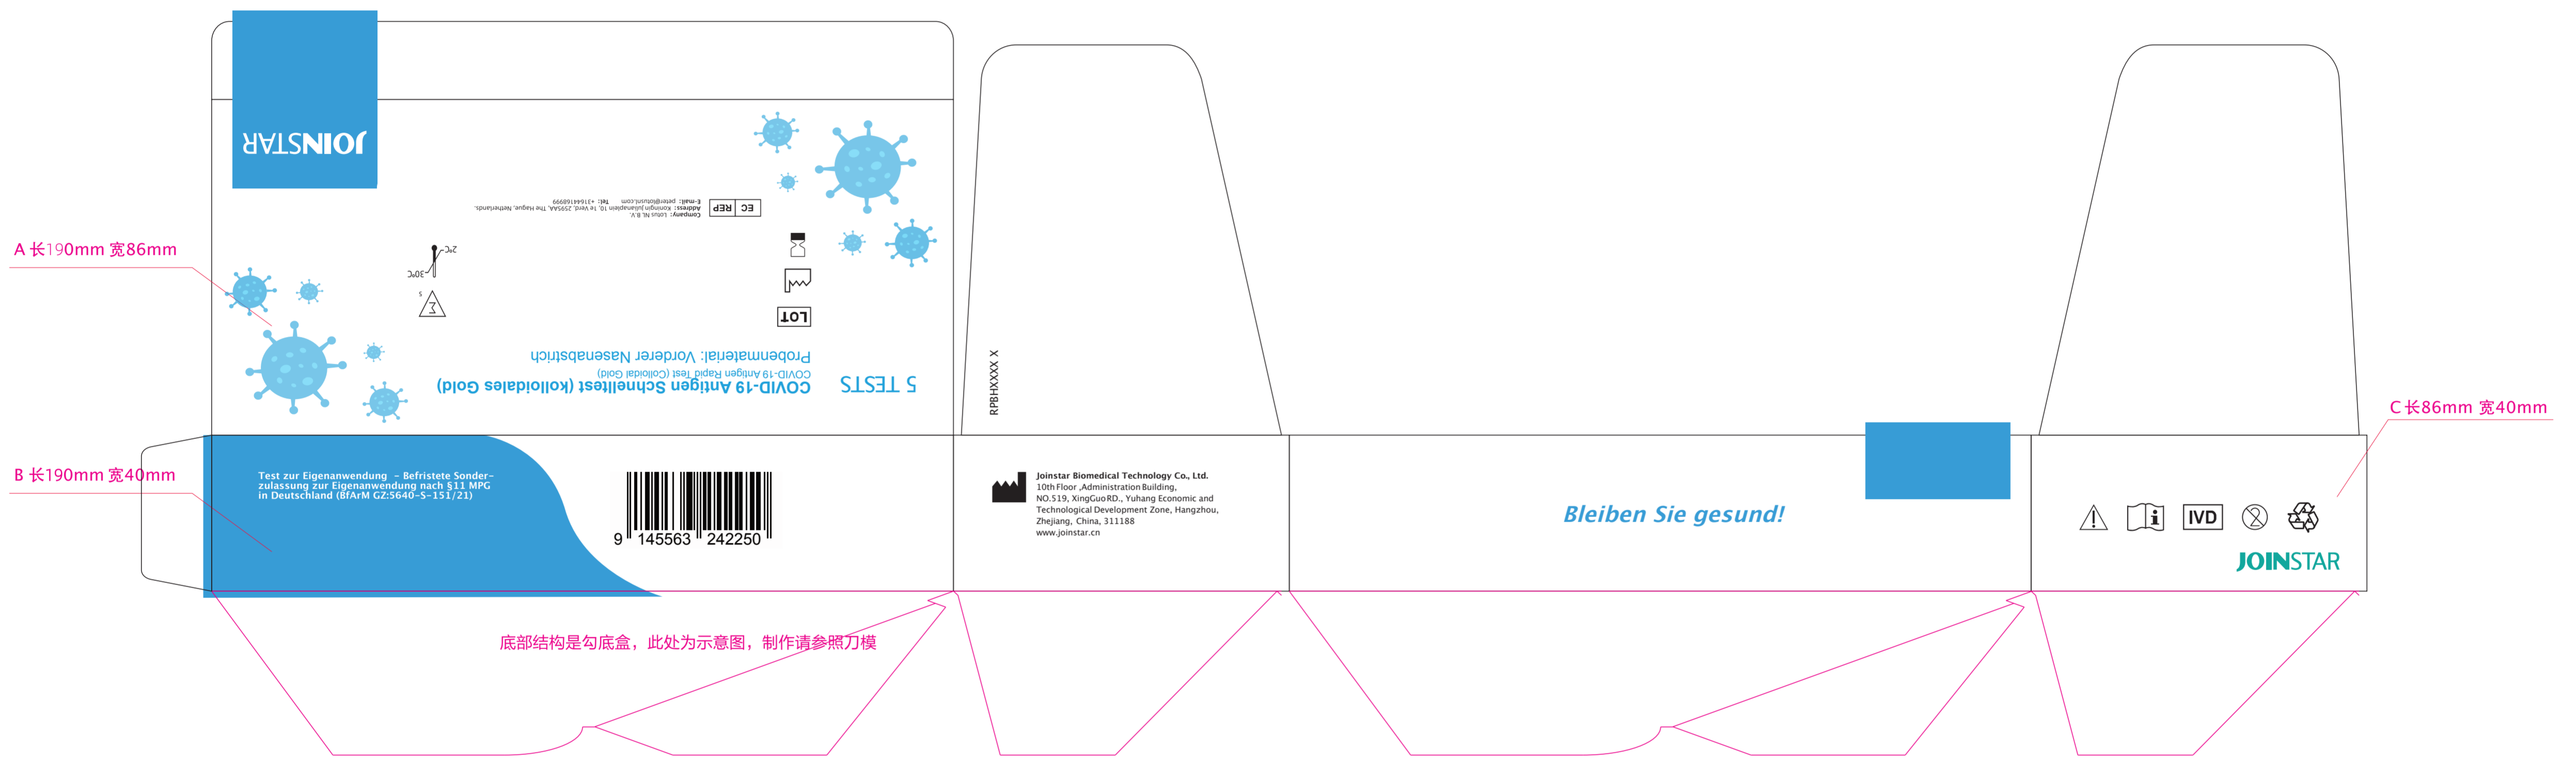 JOINSTAR
5 TESTS
COVID-19 Antigen Schnelltest (kolloidales Gold)
COVID-19 Antigen Rapid Test (Colloidal Gold)
Probenmaterial: Vorderer Nasenabstrich
LOT
Σ
5
30°C
2°C
EC REP
Company: Lotus NL B.V.
Address: Koningin Julianaplein 10, 1e Verd, 2595AA, The Hague, Netherlands.
E-mail: peter@lotusnl.com Tel: +31644168999
A 长190mm 宽86mm
B 长190mm 宽40mm
Test zur Eigenanwendung - Befristete Sonder-
zulassung zur Eigenanwendung nach §11 MPG
in Deutschland (BfArM GZ:5640-S-151/21)
9 145563 242250
RPBHXXXX X
Joinstar Biomedical Technology Co., Ltd.
10th Floor ,Administration Building,
NO.519, XingGuo RD., Yuhang Economic and
Technological Development Zone, Hangzhou,
Zhejiang, China, 311188
www.joinstar.cn
Bleiben Sie gesund!
C 长86mm 宽40mm
i
IVD
2
JOINSTAR
底部结构是勾底盒，此处为示意图，制作请参照刀模